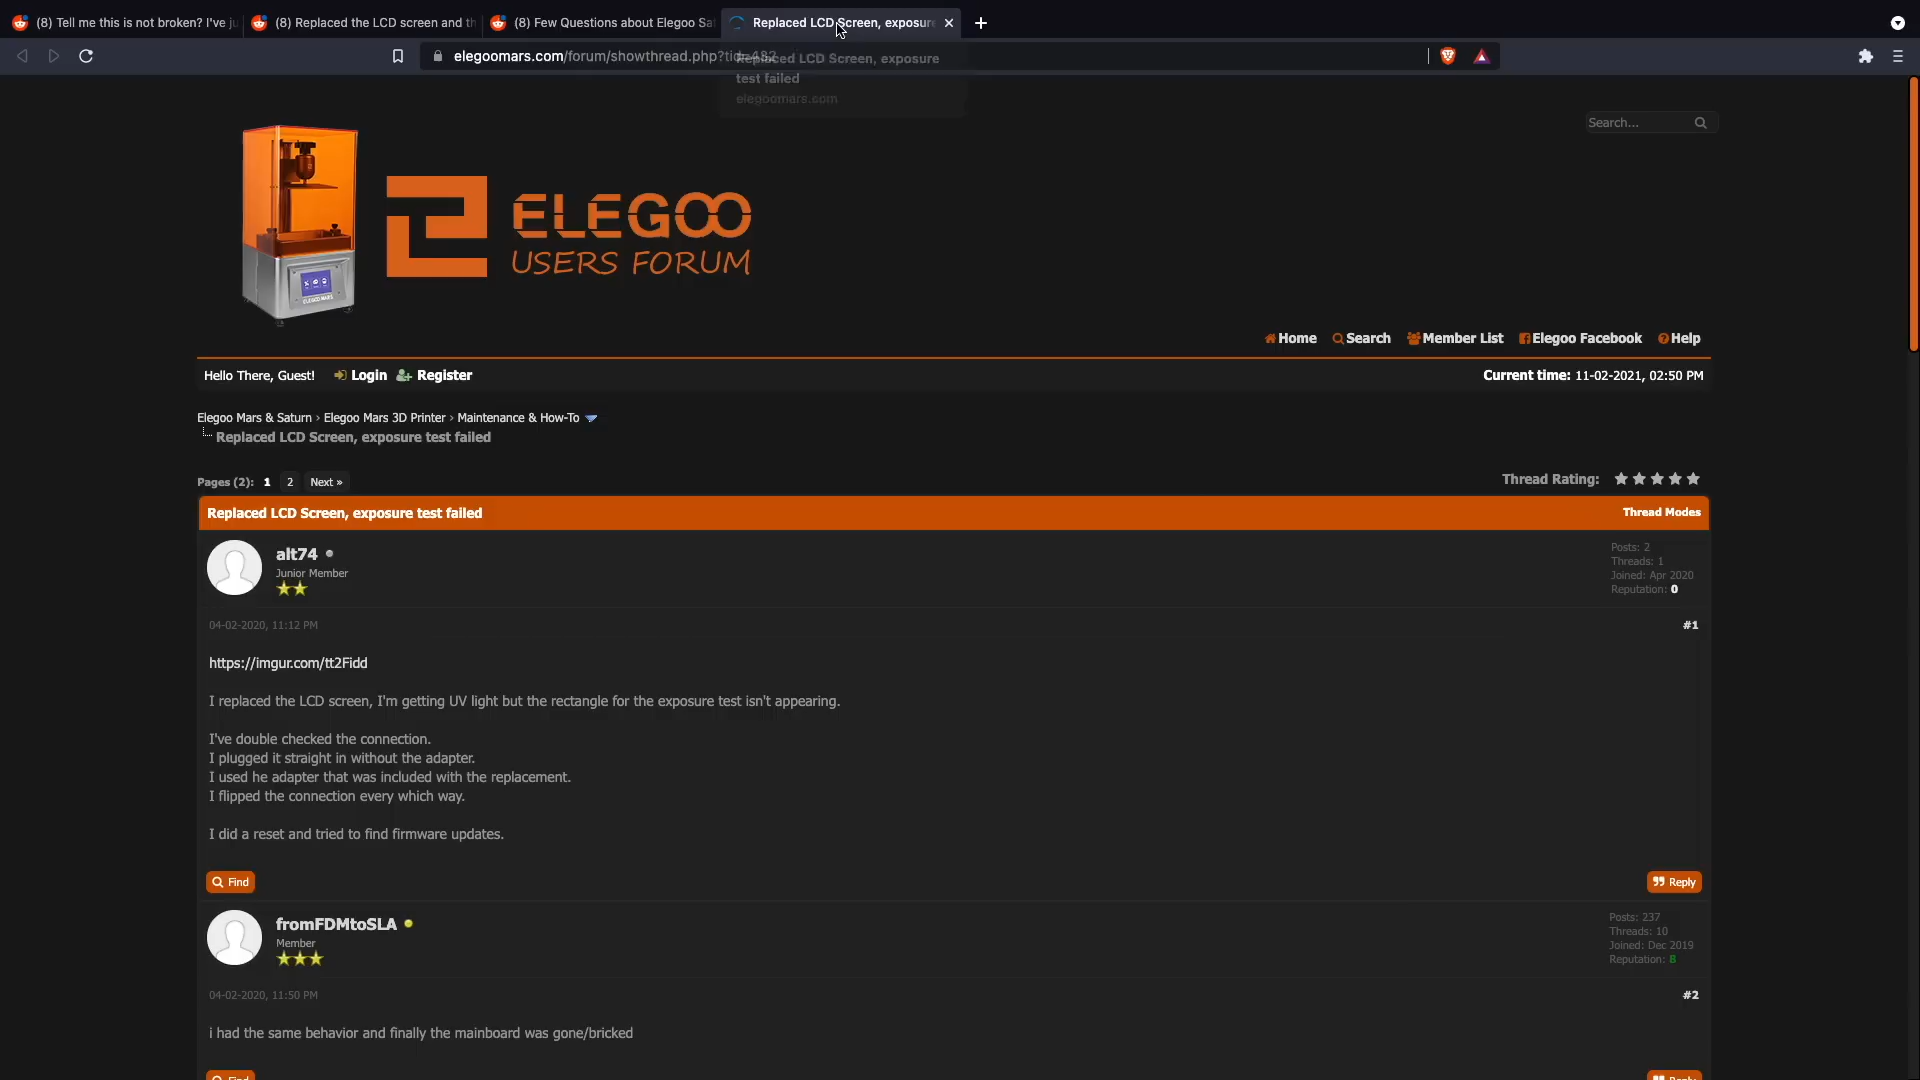 (8) Tell me this is not broken? I've ju
(8) Replaced the LCD screen and th
(8) Few Questions about Elegoo Sat
Replaced LCD Screen, exposure
elegoomars.com/forum/showthread.php?tid=482
Replaced LCD Screen, exposure
test failed
elegoomars.com
Search...
ELEGOO MARS
ELEGOO
USERS FORUM
Home
Search
Member List
Elegoo Facebook
Help
Hello There, Guest!
Login
Register
Current time: 11-02-2021, 02:50 PM
Elegoo Mars & Saturn › Elegoo Mars 3D Printer › Maintenance & How-To
Replaced LCD Screen, exposure test failed
Pages (2): 1 2 Next »
Thread Rating:
Replaced LCD Screen, exposure test failed
Thread Modes
alt74
Junior Member
Posts: 2
Threads: 1
Joined: Apr 2020
Reputation: 0
04-02-2020, 11:12 PM
#1
https://imgur.com/tt2Fidd
I replaced the LCD screen, I'm getting UV light but the rectangle for the exposure test isn't appearing.
I've double checked the connection.
I plugged it straight in without the adapter.
I used he adapter that was included with the replacement.
I flipped the connection every which way.
I did a reset and tried to find firmware updates.
Find
Reply
fromFDMtoSLA
Member
Posts: 237
Threads: 10
Joined: Dec 2019
Reputation: 8
04-02-2020, 11:50 PM
#2
i had the same behavior and finally the mainboard was gone/bricked
Find
Reply